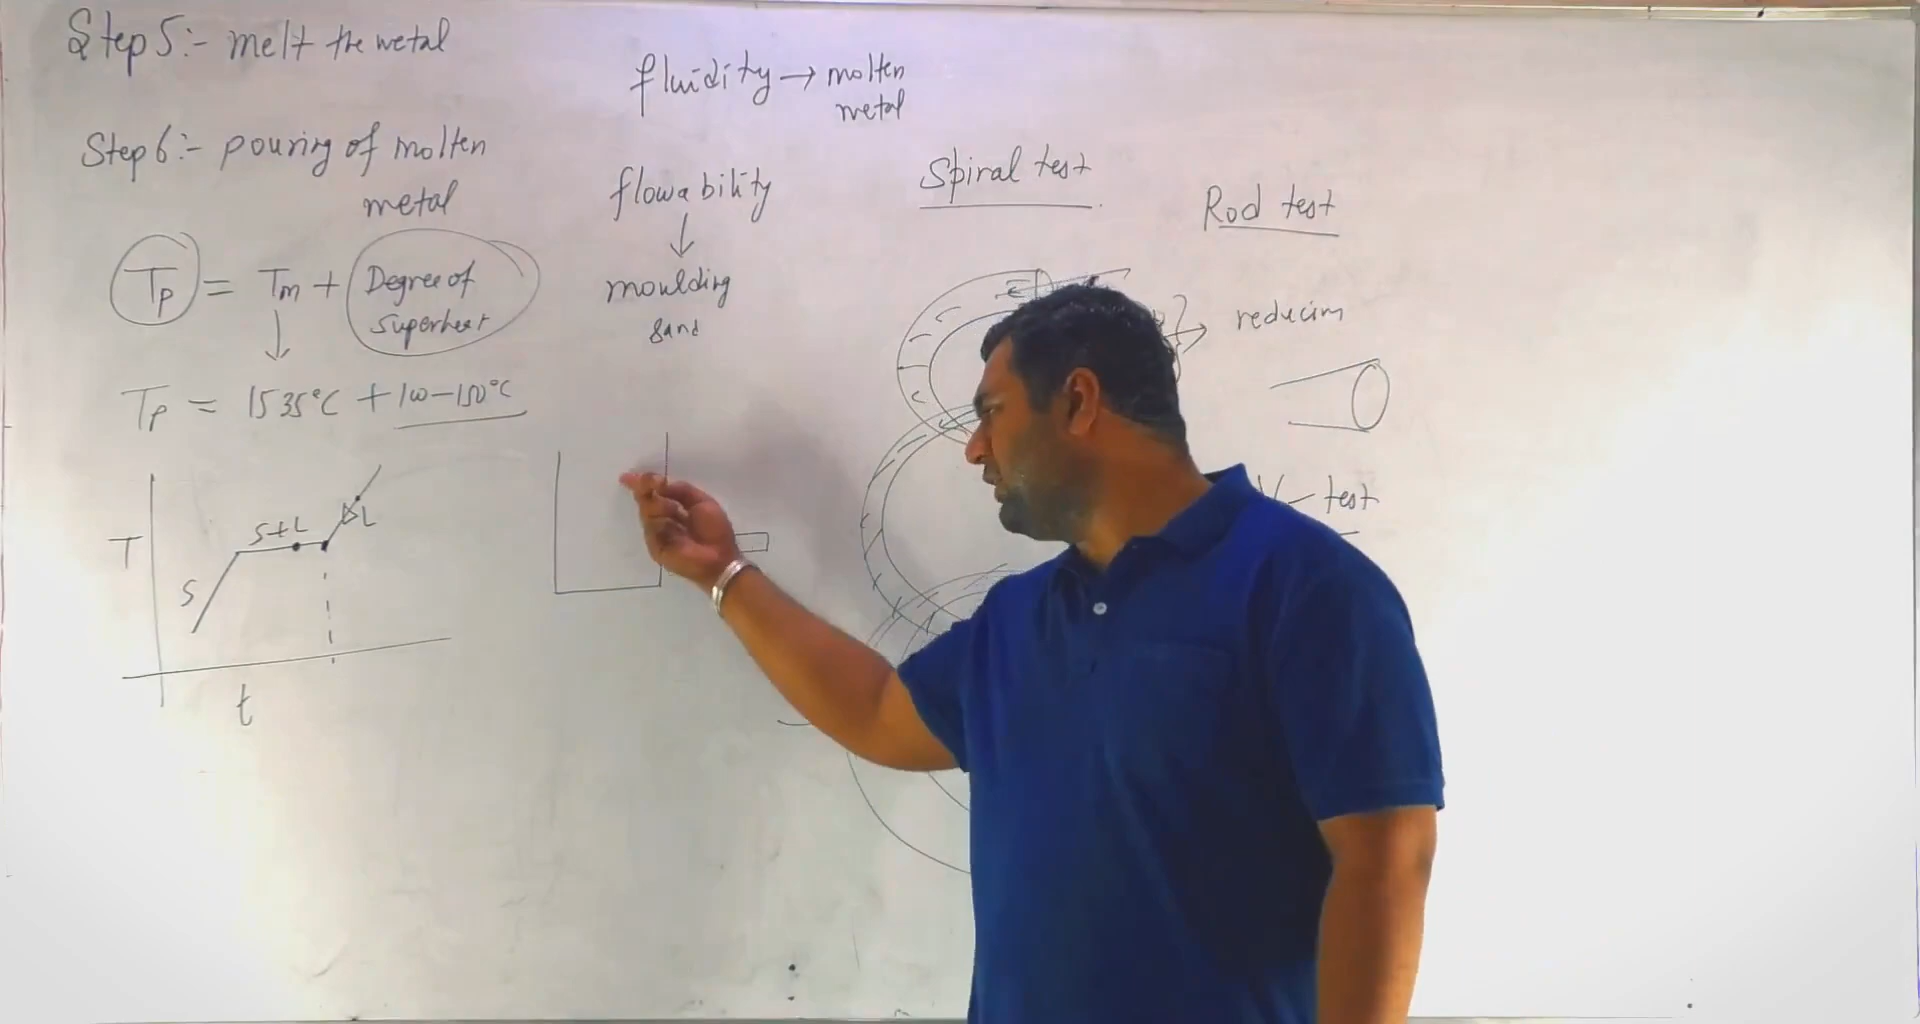 Step 5:- melt the metal
Step 6:- pouring of molten
metal
Tp = Tm + Degree of
superheat
Tp = 1535°C + 100-150°C
T
S
S+L
L
t
fluidity → molten
metal
flowability
↓
moulding
sand
Spiral test
Rod test
reducin
V- test